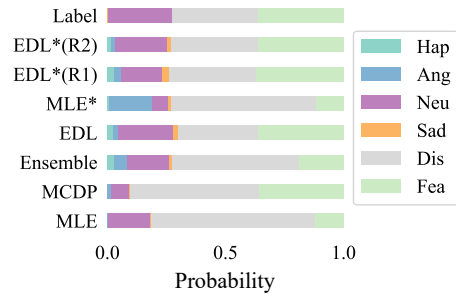 Label
EDL*(R2)
EDL*(R1)
MLE*
EDL
Ensemble
MCDP
MLE
0.0 0.5 1.0
Probability
Hap
Ang
Neu
Sad
Dis
Fea